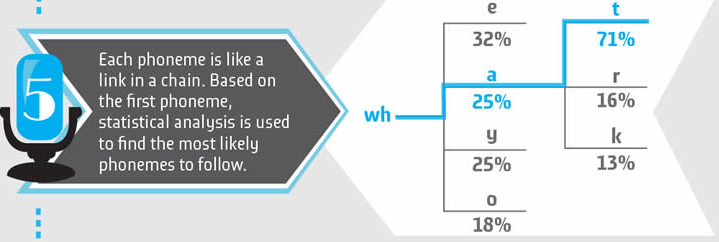 5
Each phoneme is like a
link in a chain. Based on
the first phoneme,
statistical analysis is used
to find the most likely
phonemes to follow.
wh
e
32%
a
25%
y
25%
o
18%
t
71%
r
16%
k
13%